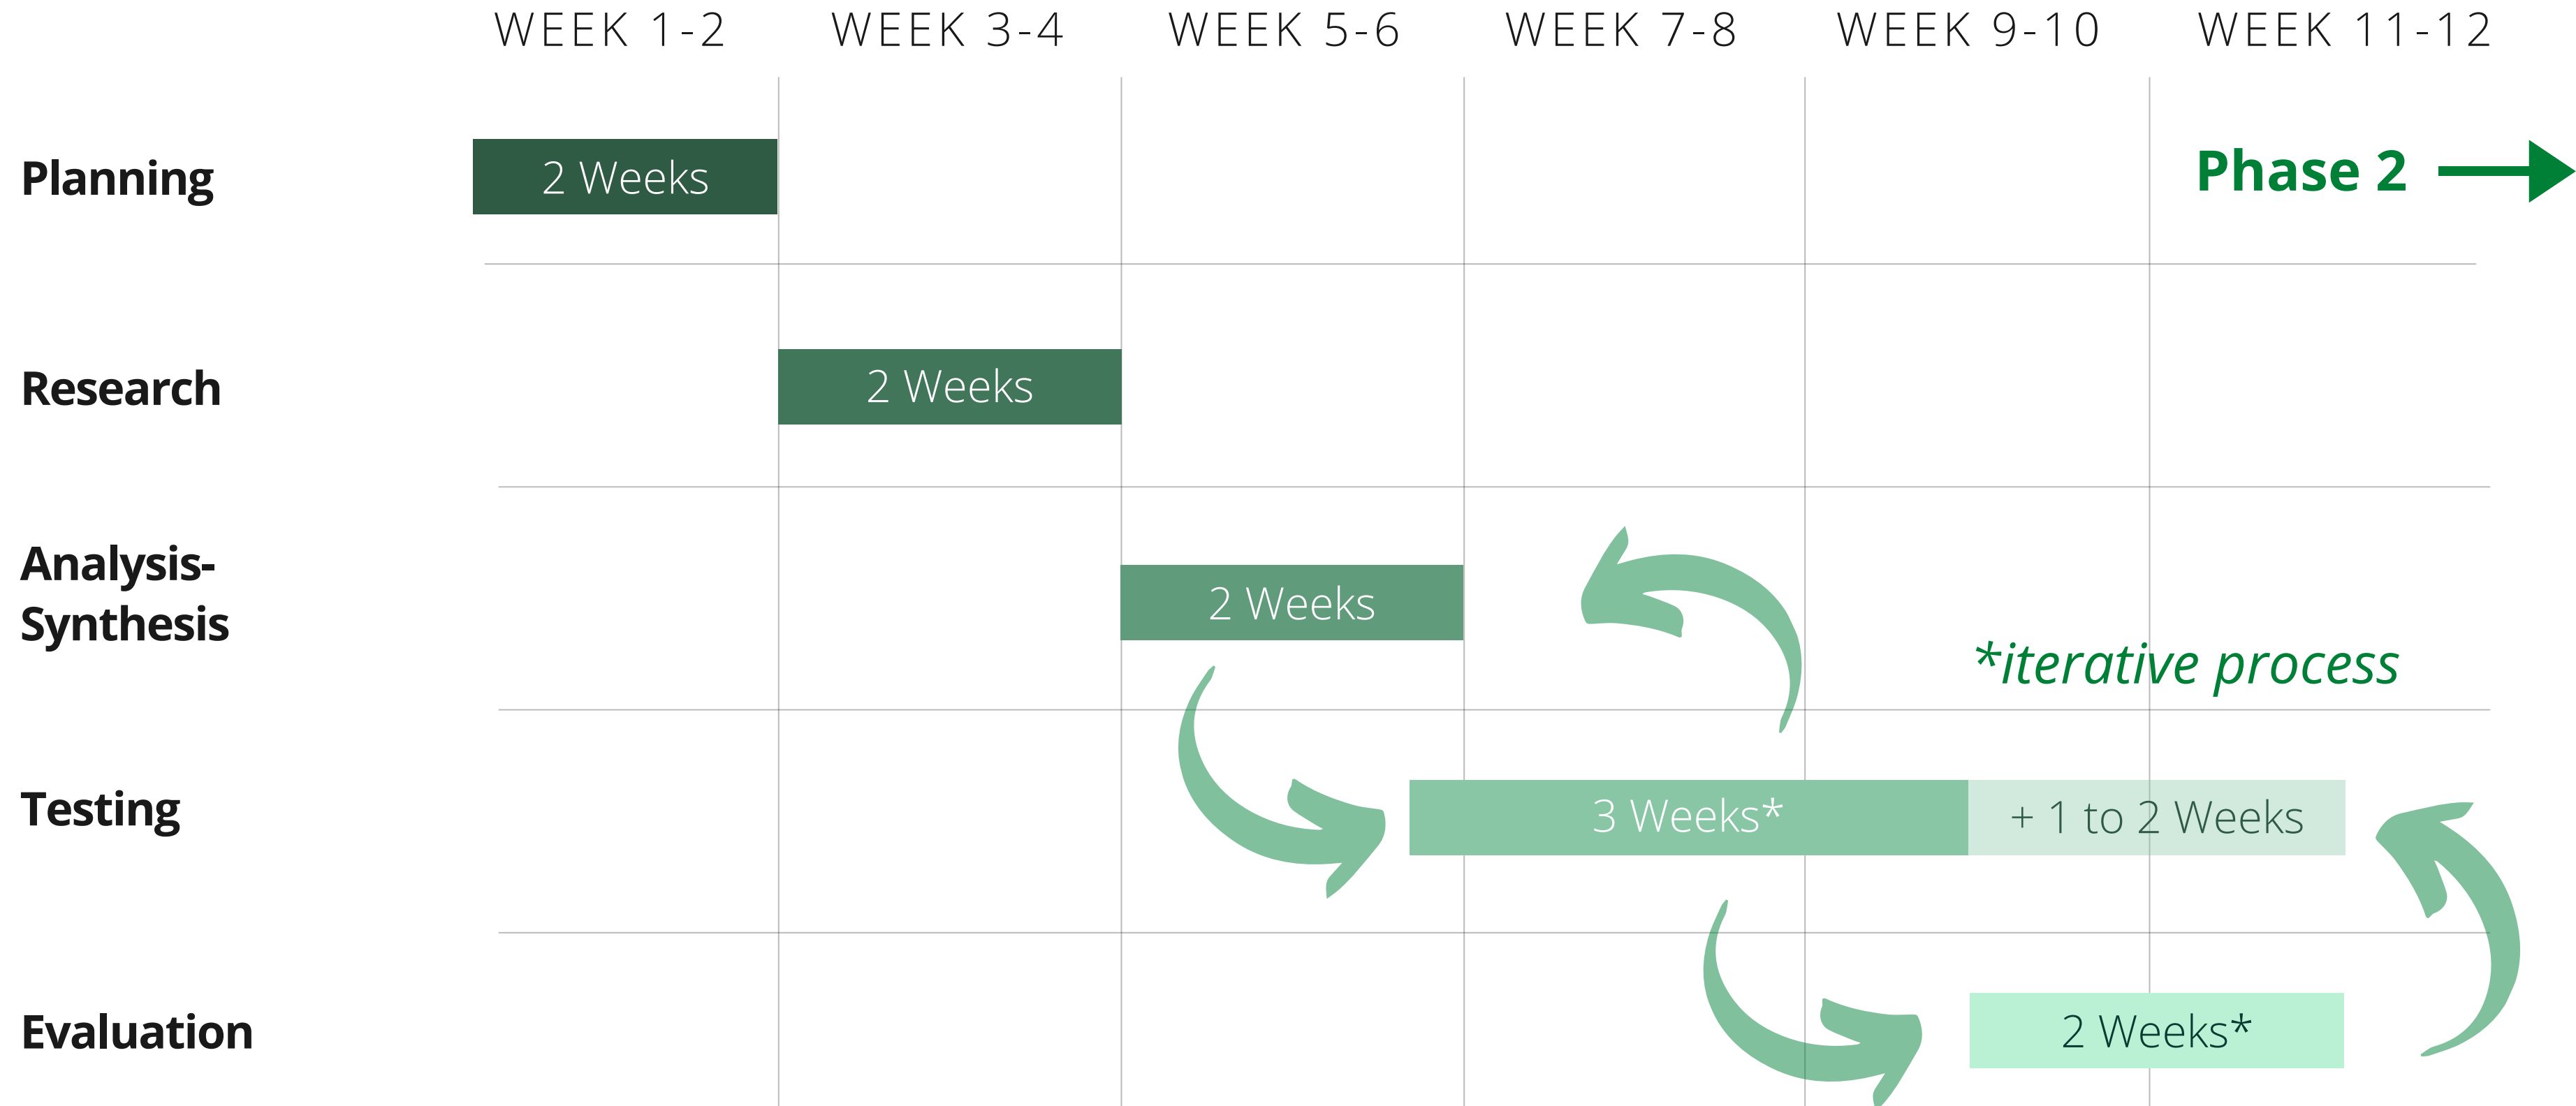 WEEK 1-2
WEEK 3-4
WEEK 5-6
WEEK 7-8
WEEK 9-10
WEEK 11-12
Planning
2 Weeks
Phase 2
Research
2 Weeks
Analysis-
Synthesis
2 Weeks
*iterative process
Testing
3 Weeks*
+ 1 to 2 Weeks
Evaluation
2 Weeks*